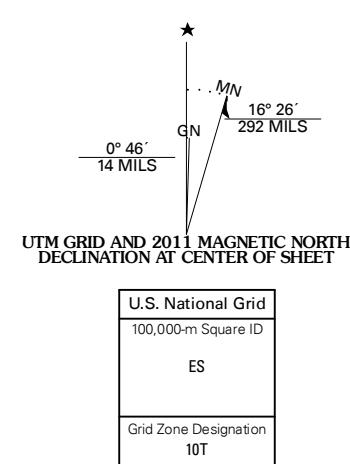 ★
MN
GN
16° 26´
292 MILS
0° 46´
14 MILS
UTM GRID AND 2011 MAGNETIC NORTH
DECLINATION AT CENTER OF SHEET
U.S. National Grid
100,000-m Square ID
ES
Grid Zone Designation
10T